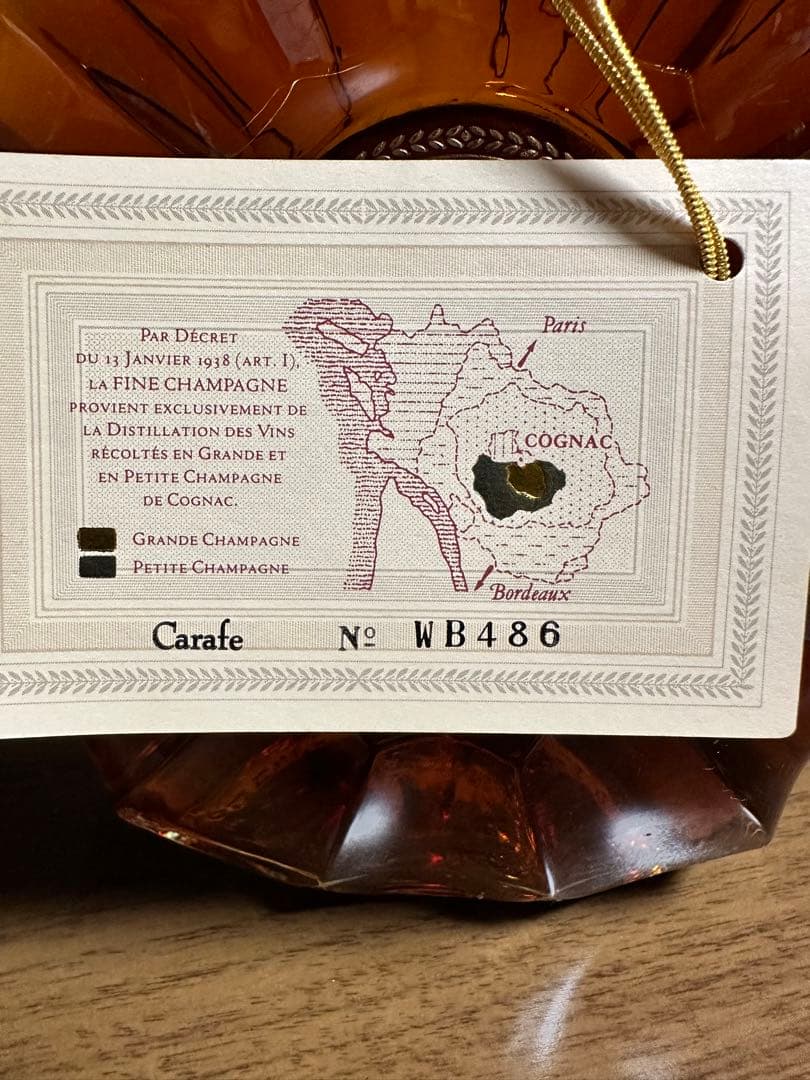 PAR DÉCRET
DU 13 JANVIER 1938 (ART. I),
LA FINE CHAMPAGNE
PROVIENT EXCLUSIVEMENT DE
LA DISTILLATION DES VINS
RÉCOLTÉS EN GRANDE ET
EN PETITE CHAMPAGNE
DE COGNAC.
GRANDE CHAMPAGNE
PETITE CHAMPAGNE
Paris
COGNAC
Bordeaux
Carafe Nº WB486